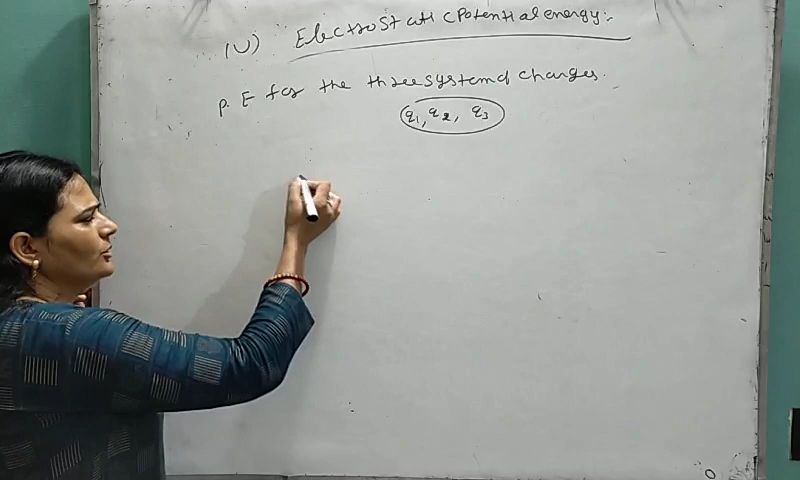 (V) Electrostatic Potential energy:-
P.E for the three system of charges.
q1, q2, q3